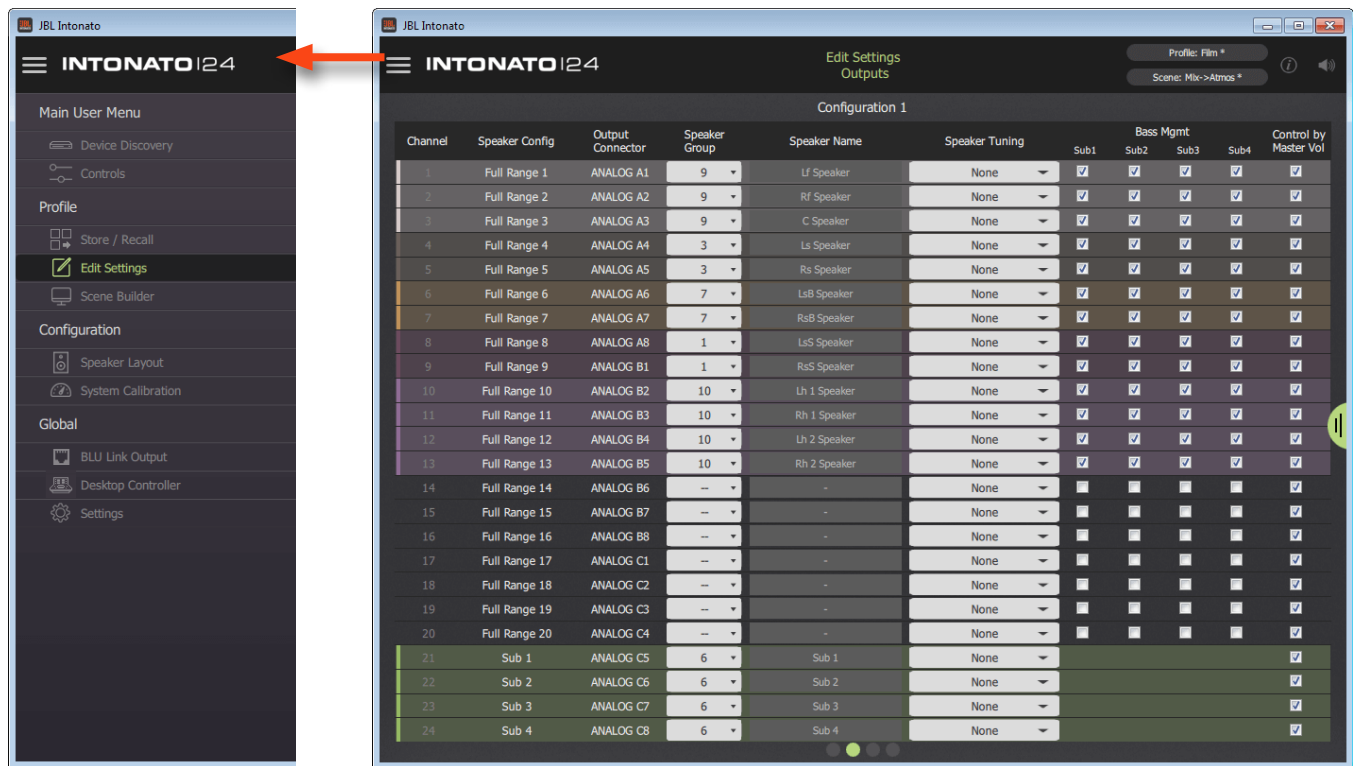 JBL Intonato
INTONATO|24
Main User Menu
Device Discovery
Controls
Profile
Store / Recall
Edit Settings
Scene Builder
Configuration
Speaker Layout
System Calibration
Global
BLU Link Output
Desktop Controller
Settings
JBL Intonato
INTONATO|24
Edit Settings
Outputs
Profile: Film *
Scene: Mix->Atmos *
Configuration 1
Channel Speaker Config Output Connector Speaker Group Speaker Name Speaker Tuning Bass Mgmt Sub1 Sub2 Sub3 Sub4 Control by Master Vol
1 Full Range 1 ANALOG A1 9 Lf Speaker None
2 Full Range 2 ANALOG A2 9 Rf Speaker None
3 Full Range 3 ANALOG A3 9 C Speaker None
4 Full Range 4 ANALOG A4 3 Ls Speaker None
5 Full Range 5 ANALOG A5 3 Rs Speaker None
6 Full Range 6 ANALOG A6 7 LsB Speaker None
7 Full Range 7 ANALOG A7 7 RsB Speaker None
8 Full Range 8 ANALOG A8 1 LsS Speaker None
9 Full Range 9 ANALOG B1 1 RsS Speaker None
10 Full Range 10 ANALOG B2 10 Lh 1 Speaker None
11 Full Range 11 ANALOG B3 10 Rh 1 Speaker None
12 Full Range 12 ANALOG B4 10 Lh 2 Speaker None
13 Full Range 13 ANALOG B5 10 Rh 2 Speaker None
14 Full Range 14 ANALOG B6 -- - None
15 Full Range 15 ANALOG B7 -- - None
16 Full Range 16 ANALOG B8 -- - None
17 Full Range 17 ANALOG C1 -- - None
18 Full Range 18 ANALOG C2 -- - None
19 Full Range 19 ANALOG C3 -- - None
20 Full Range 20 ANALOG C4 -- - None
21 Sub 1 ANALOG C5 6 Sub 1 None
22 Sub 2 ANALOG C6 6 Sub 2 None
23 Sub 3 ANALOG C7 6 Sub 3 None
24 Sub 4 ANALOG C8 6 Sub 4 None